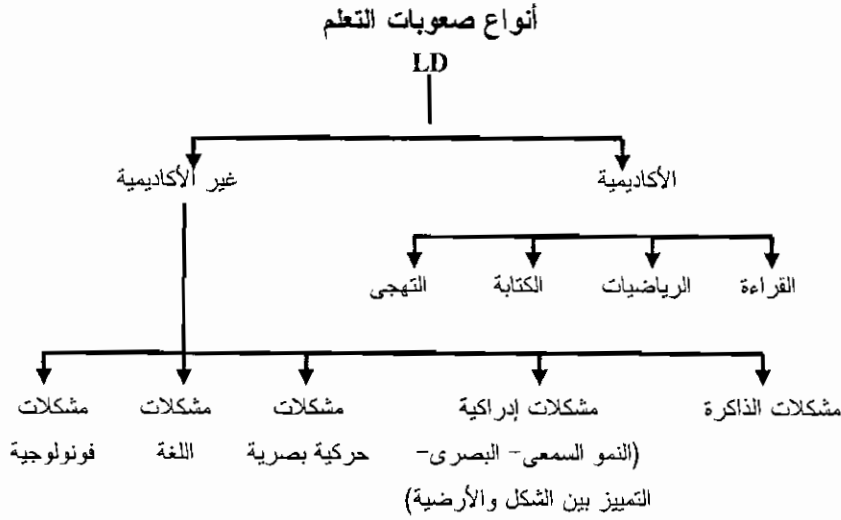 أنواع صعوبات التعلم
LD
الأكاديمية
غير الأكاديمية
القراءة
الرياضيات
الكتابة
التهجى
مشكلات الذاكرة
مشكلات إدراكية
(النمو السمعى- البصرى-
التمييز بين الشكل والأرضية)
مشكلات
حركية بصرية
مشكلات
اللغة
مشكلات
فونولوجية